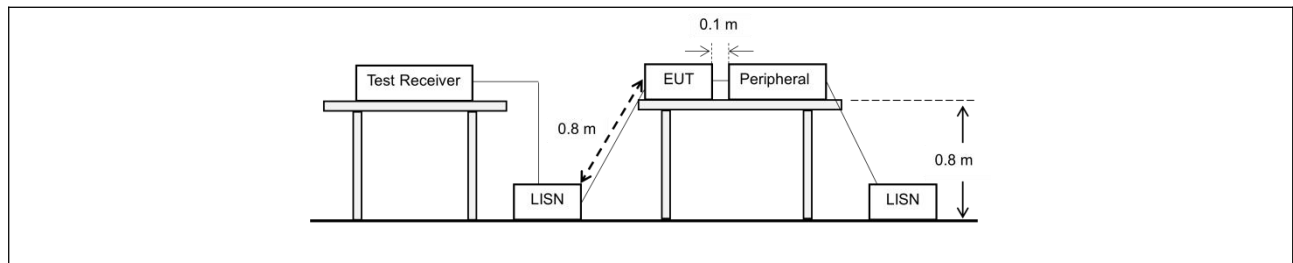 0.1 m
Test Receiver
EUT
Peripheral
0.8 m
0.8 m
LISN
LISN